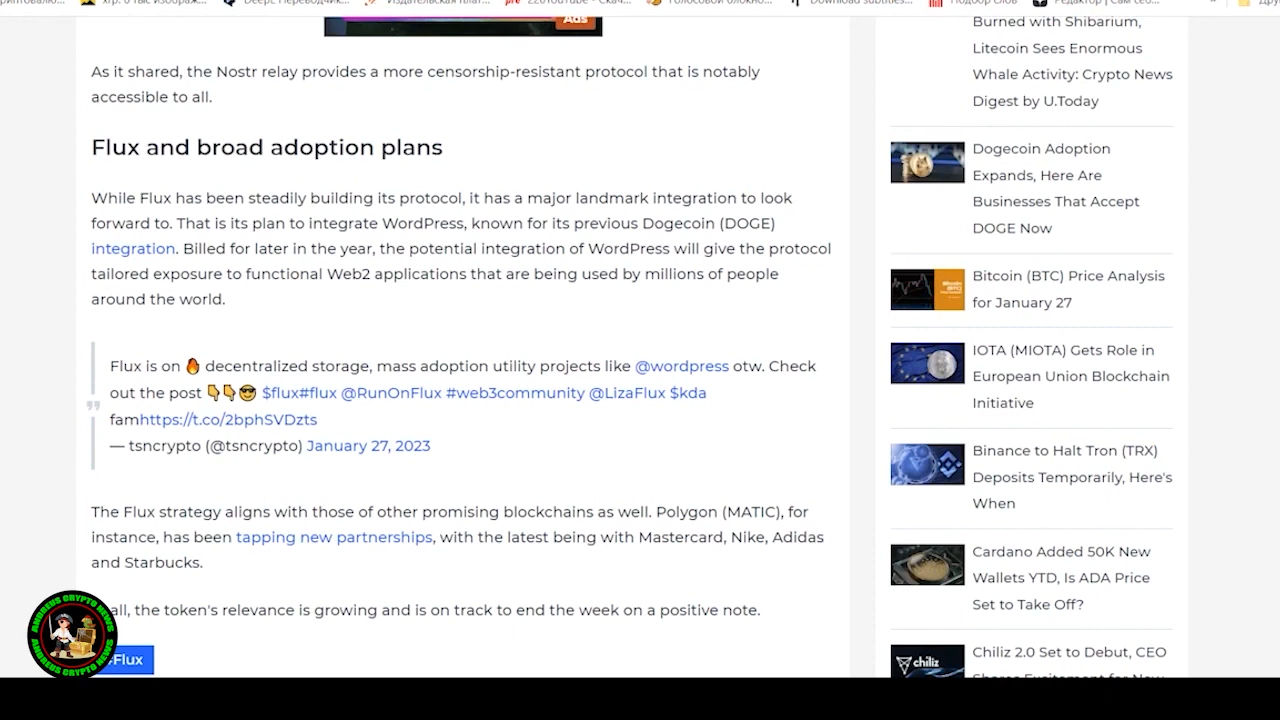 Ads
As it shared, the Nostr relay provides a more censorship-resistant protocol that is notably
accessible to all.
Flux and broad adoption plans
While Flux has been steadily building its protocol, it has a major landmark integration to look
forward to. That is its plan to integrate WordPress, known for its previous Dogecoin (DOGE)
integration. Billed for later in the year, the potential integration of WordPress will give the protocol
tailored exposure to functional Web2 applications that are being used by millions of people
around the world.
Flux is on 🔥 decentralized storage, mass adoption utility projects like @wordpress otw. Check
out the post 👇👇😎 $flux#flux @RunOnFlux #web3community @LizaFlux $kda
famhttps://t.co/2bphSVDzts
— tsncrypto (@tsncrypto) January 27, 2023
The Flux strategy aligns with those of other promising blockchains as well. Polygon (MATIC), for
instance, has been tapping new partnerships, with the latest being with Mastercard, Nike, Adidas
and Starbucks.
all, the token's relevance is growing and is on track to end the week on a positive note.
Flux
ANDREUS CRYPTO NEWS
ANDREUS CRYPTO NEWS
Burned with Shibarium,
Litecoin Sees Enormous
Whale Activity: Crypto News
Digest by U.Today
Dogecoin Adoption
Expands, Here Are
Businesses That Accept
DOGE Now
Bitcoin (BTC) Price Analysis
for January 27
IOTA (MIOTA) Gets Role in
European Union Blockchain
Initiative
Binance to Halt Tron (TRX)
Deposits Temporarily, Here's
When
Cardano Added 50K New
Wallets YTD, Is ADA Price
Set to Take Off?
chiliz
Chiliz 2.0 Set to Debut, CEO